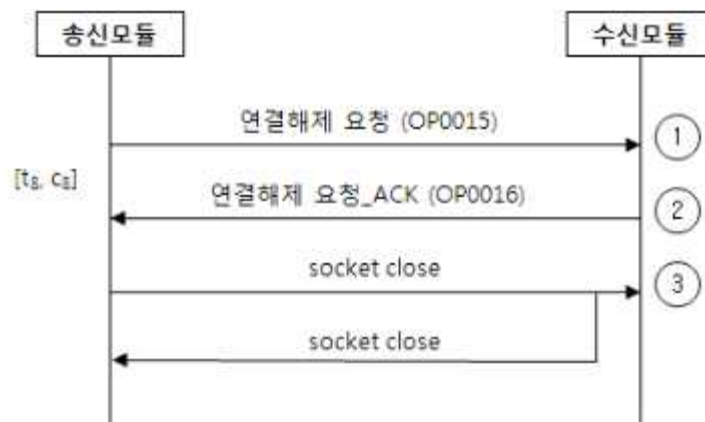 송신모듈
수신모듈
연결해제 요청 (OP0015)
1
[t8, c8]
연결해제 요청_ACK (OP0016)
2
socket close
3
socket close